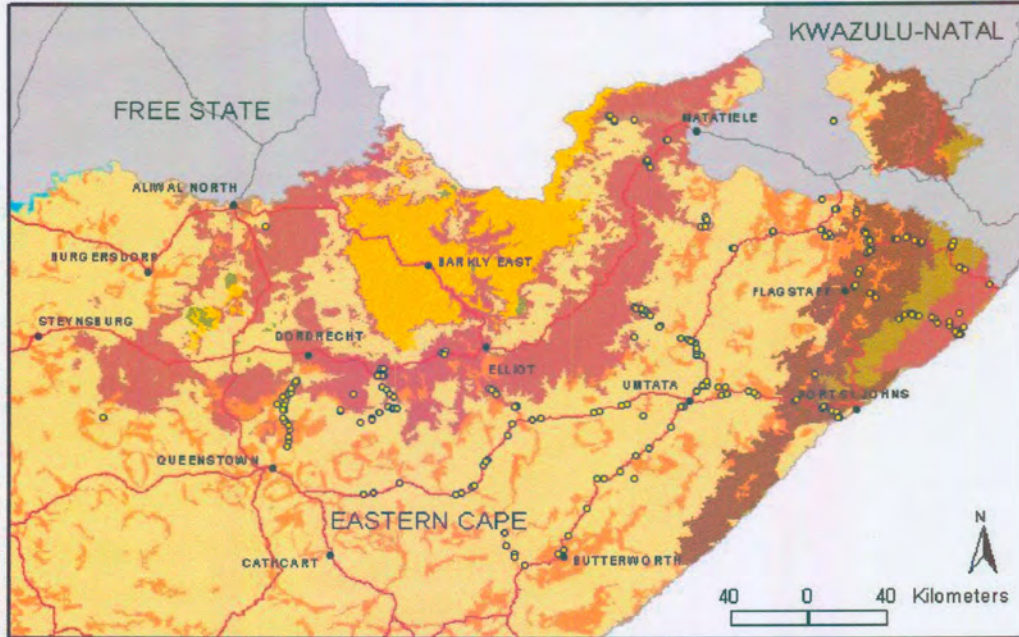 KWAZULU-NATAL
FREE STATE
MATATIELE
ALIWAL NORTH
BURGERSDORP
BARKLY EAST
FLAGSTAFF
STEYNSBURG
DORDRECHT
ELLIOT
UMTATA
PORT ST JOHNS
QUEENSTOWN
EASTERN CAPE
N
CATHCART
BUTTERWORTH
40 0 40 Kilometers